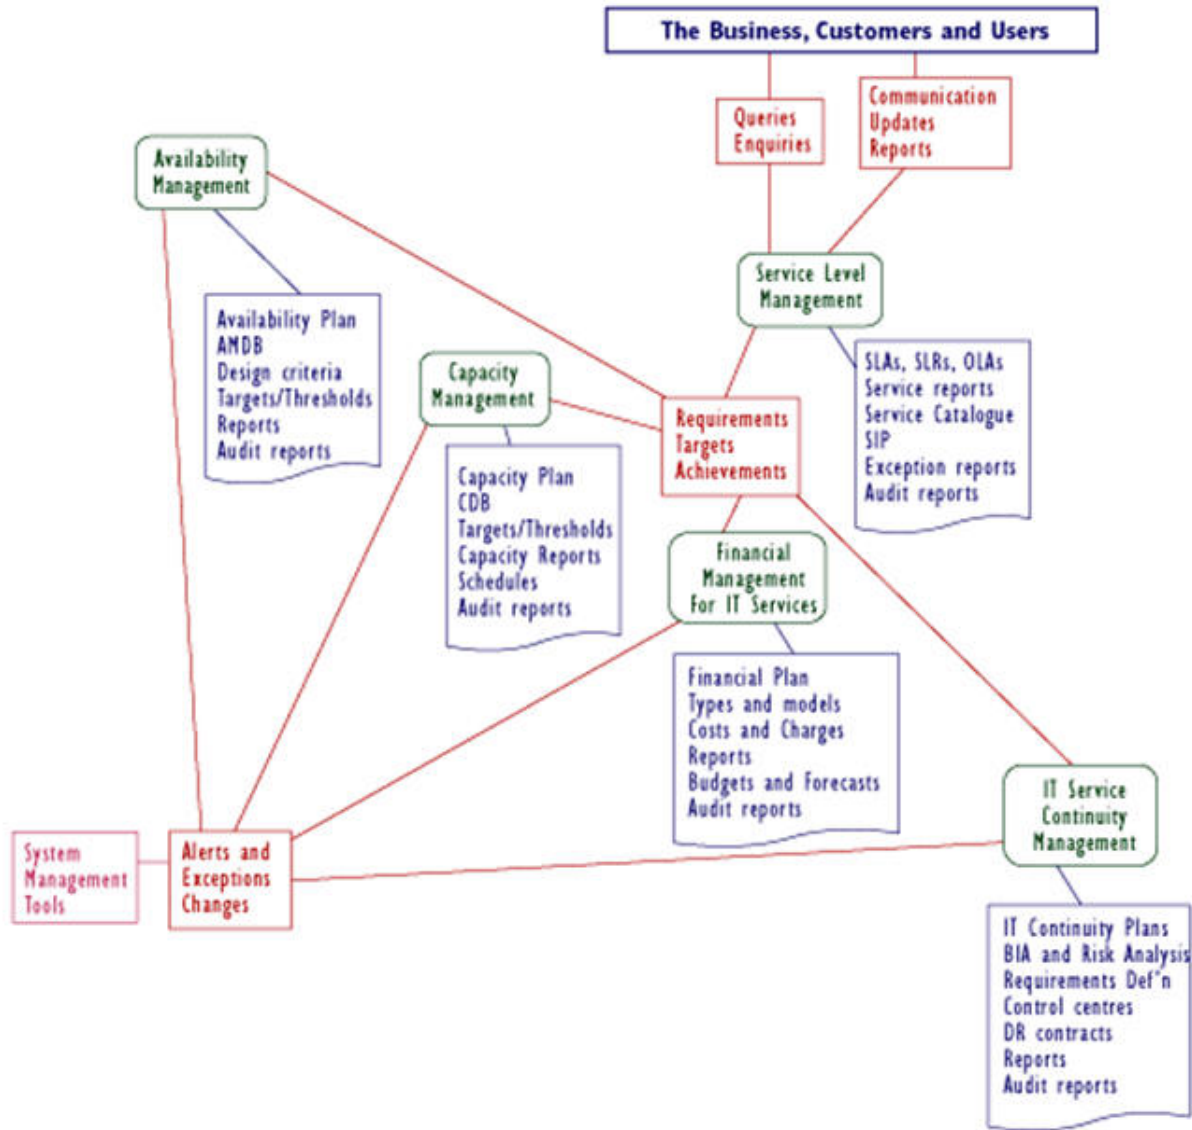 The Business, Customers and Users
Queries
Enquiries
Communication
Updates
Reports
Availability
Management
Service Level
Management
Availability Plan
AMDB
Design criteria
Targets/Thresholds
Reports
Audit reports
Capacity
Management
SLAs, SLRs, OLAs
Service reports
Service Catalogue
SIP
Exception reports
Audit reports
Requirements
Targets
Achievements
Capacity Plan
CDB
Targets/Thresholds
Capacity Reports
Schedules
Audit reports
Financial
Management
For IT Services
Financial Plan
Types and models
Costs and Charges
Reports
Budgets and Forecasts
Audit reports
IT Service
Continuity
Management
System
Management
Tools
Alerts and
Exceptions
Changes
IT Continuity Plans
BIA and Risk Analysis
Requirements Def"n
Control centres
DR contracts
Reports
Audit reports